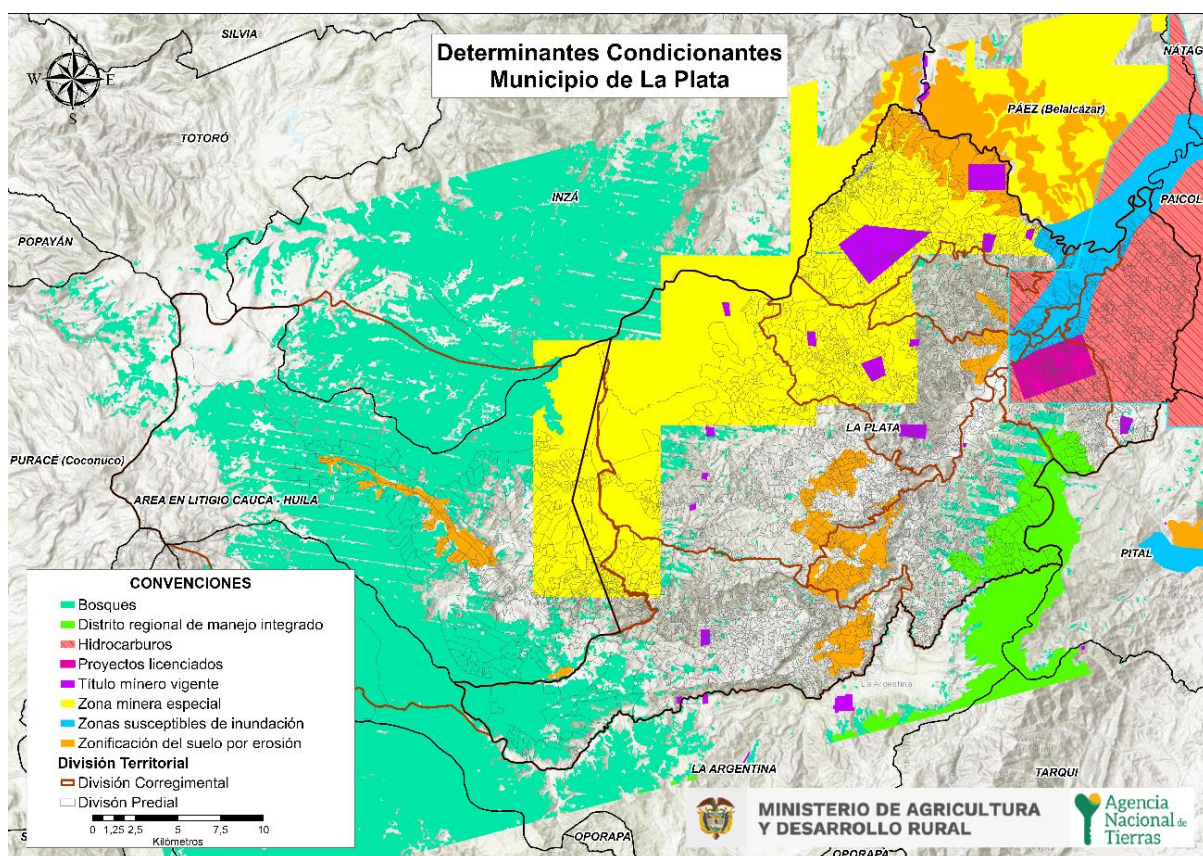 Determinantes Condicionantes
Municipio de La Plata
N
W
E
S
SILVIA
TOTORÓ
POPAYÁN
PURACÉ (Coconuco)
AREA EN LITIGIO CAUCA - HUILA
INZÁ
PÁEZ (Belalcázar)
NÁTAG
PAICOL
LA PLATA
PITAL
La Argentina
LA ARGENTINA
TARQUI
OPORAPA
CONVENCIONES
Bosques
Distrito regional de manejo integrado
Hidrocarburos
Proyectos licenciados
Título minero vigente
Zona minera especial
Zonas susceptibles de inundación
Zonificación del suelo por erosión
División Territorial
División Corregimental
Divisón Predial
0 1,25 2,5 5 7,5 10
Kilómetros
S
MINISTERIO DE AGRICULTURA
Y DESARROLLO RURAL
Agencia
Nacional de
Tierras